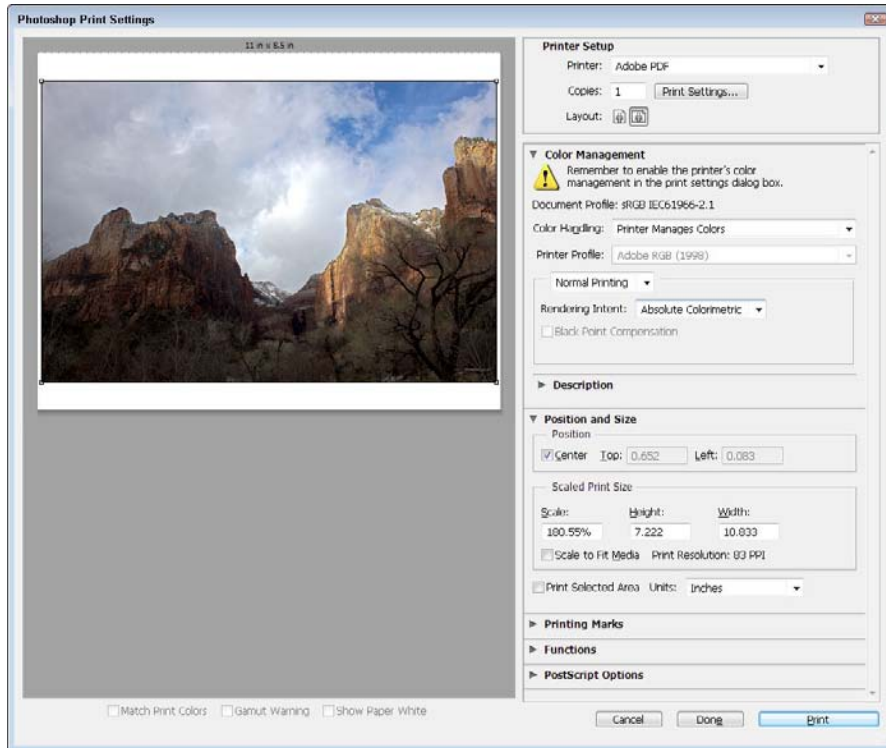 Photoshop Print Settings
11 in x 8.5 in
Printer Setup
Printer: Adobe PDF
Copies: 1 Print Settings...
Layout:
Color Management
Remember to enable the printer's color
management in the print settings dialog box.
Document Profile: sRGB IEC61966-2.1
Color Handling: Printer Manages Colors
Printer Profile: Adobe RGB (1998)
Normal Printing
Rendering Intent: Absolute Colorimetric
Black Point Compensation
Description
Position and Size
Position
Center Top: 0.652 Left: 0.083
Scaled Print Size
Scale: Height: Width:
180.55% 7.222 10.833
Scale to Fit Media Print Resolution: 83 PPI
Print Selected Area Units: Inches
Printing Marks
Functions
PostScript Options
Match Print Colors Gamut Warning Show Paper White
Cancel Done Print